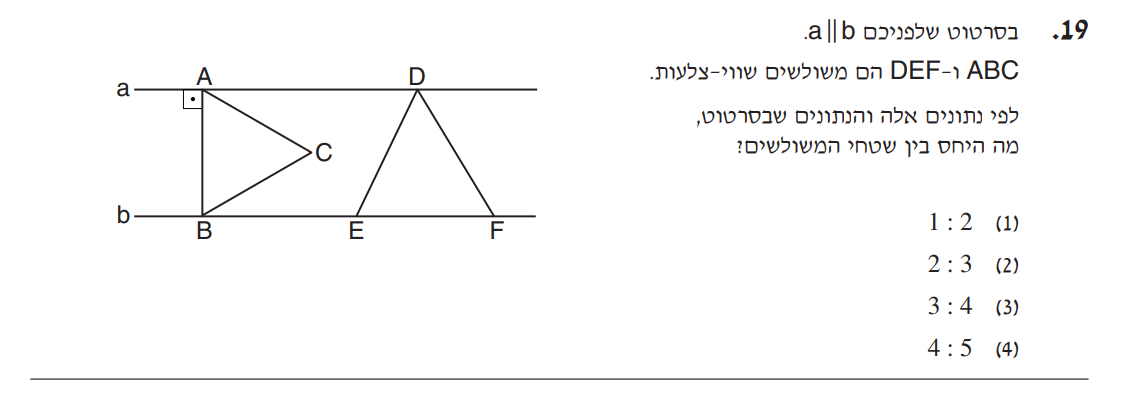 19. בסרטוט שלפניכם a || b.
ABC ו-DEF הם משולשים שווי-צלעות.
לפי נתונים אלה והנתונים שבסרטוט,
מה היחס בין שטחי המשולשים?
(1) 1 : 2
(2) 2 : 3
(3) 3 : 4
(4) 4 : 5
A D
a
C
b
B E F